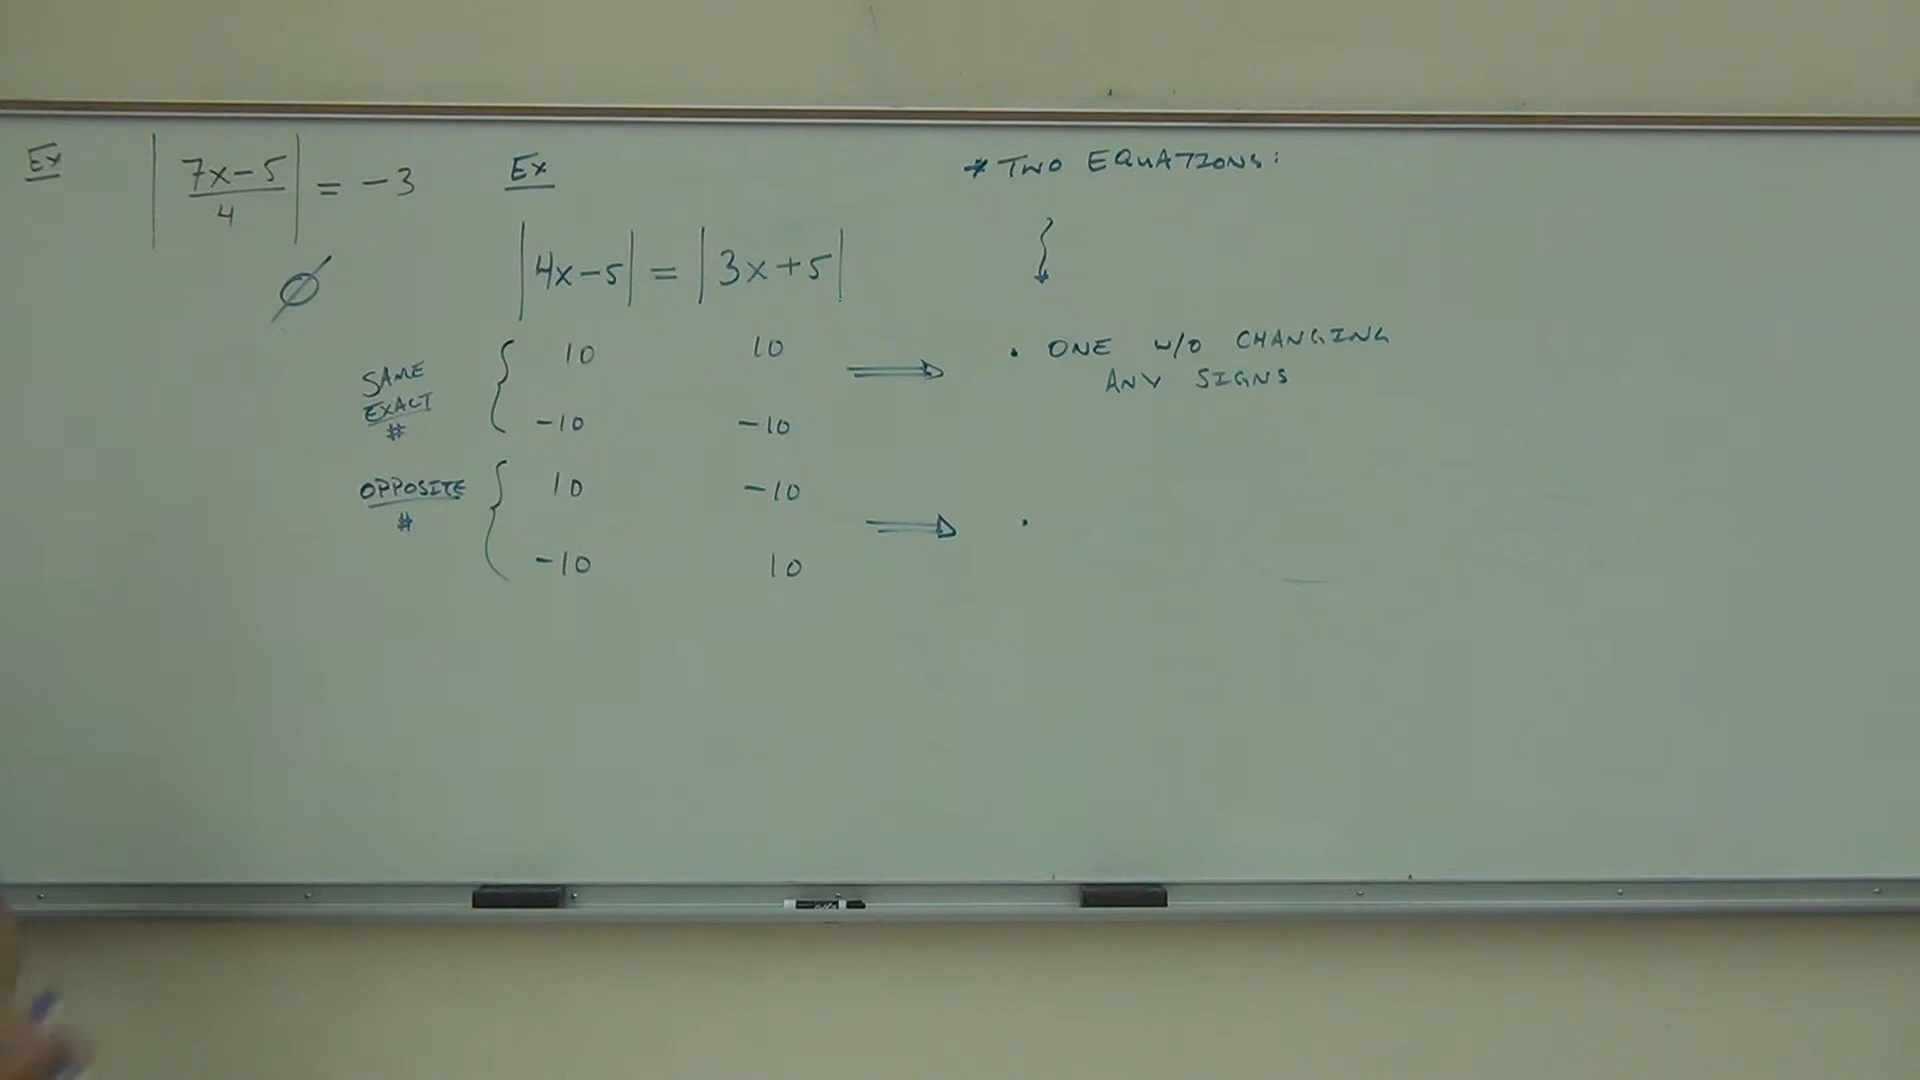 Ex
|7x-5/4| = -3
∅
Ex
|4x-5| = |3x+5|
SAME EXACT #
10 10
-10 -10
OPPOSITE #
10 -10
-10 10
* TWO EQUATIONS:
• ONE W/O CHANGING
ANY SIGNS
•